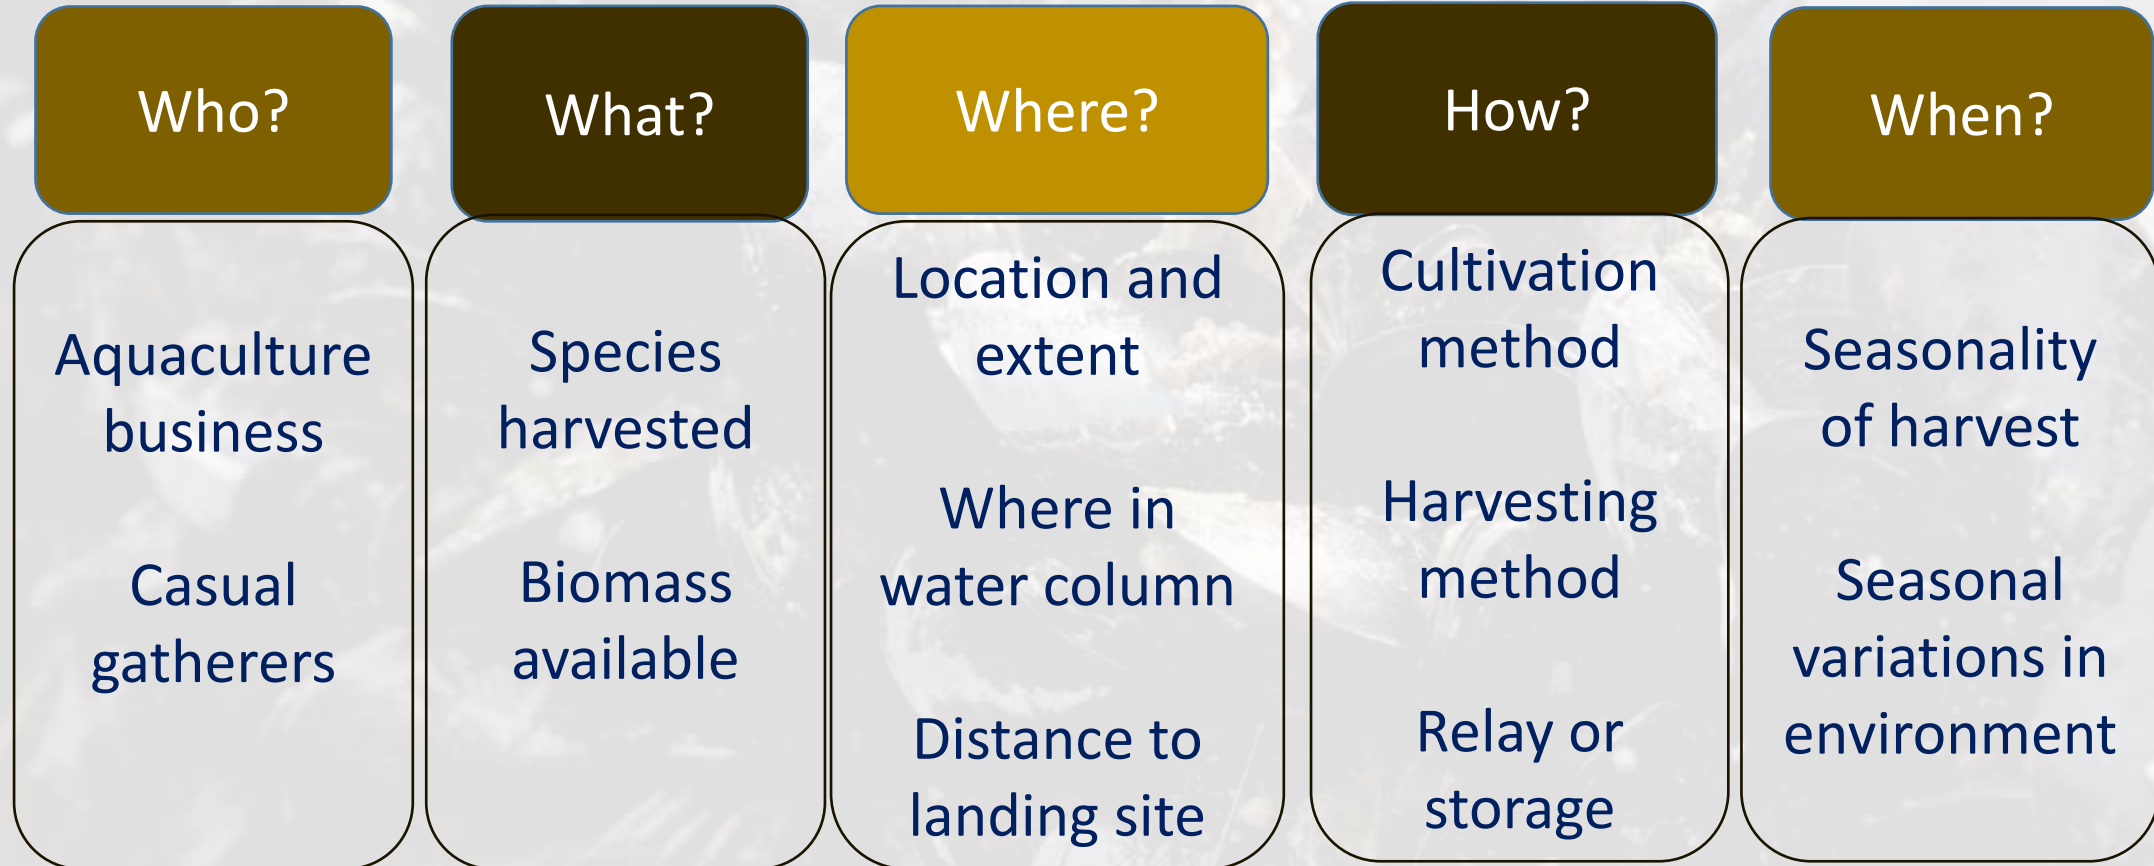 Who?
Aquaculture
business
Casual
gatherers
What?
Species
harvested
Biomass
available
Where?
Location and
extent
Where in
water column
Distance to
landing site
How?
Cultivation
method
Harvesting
method
Relay or
storage
When?
Seasonality
of harvest
Seasonal
variations in
environment